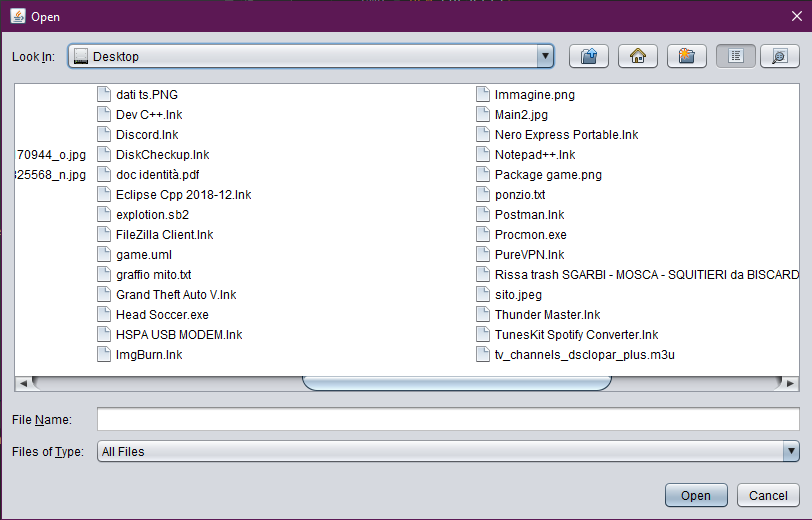 Open
Look In:
Desktop
70944_o.jpg
325568_n.jpg
dati ts.PNG
Dev C++.lnk
Discord.lnk
DiskCheckup.lnk
doc identità.pdf
Eclipse Cpp 2018-12.lnk
explotion.sb2
FileZilla Client.lnk
game.uml
graffio mito.txt
Grand Theft Auto V.lnk
Head Soccer.exe
HSPA USB MODEM.lnk
ImgBurn.lnk
Immagine.png
Main2.jpg
Nero Express Portable.lnk
Notepad++.lnk
Package game.png
ponzio.txt
Postman.lnk
Procmon.exe
PureVPN.lnk
Rissa trash SGARBI - MOSCA - SQUITIERI da BISCARD
sito.jpeg
Thunder Master.lnk
TunesKit Spotify Converter.lnk
tv_channels_dsclopar_plus.m3u
File Name:
Files of Type:
All Files
Open
Cancel